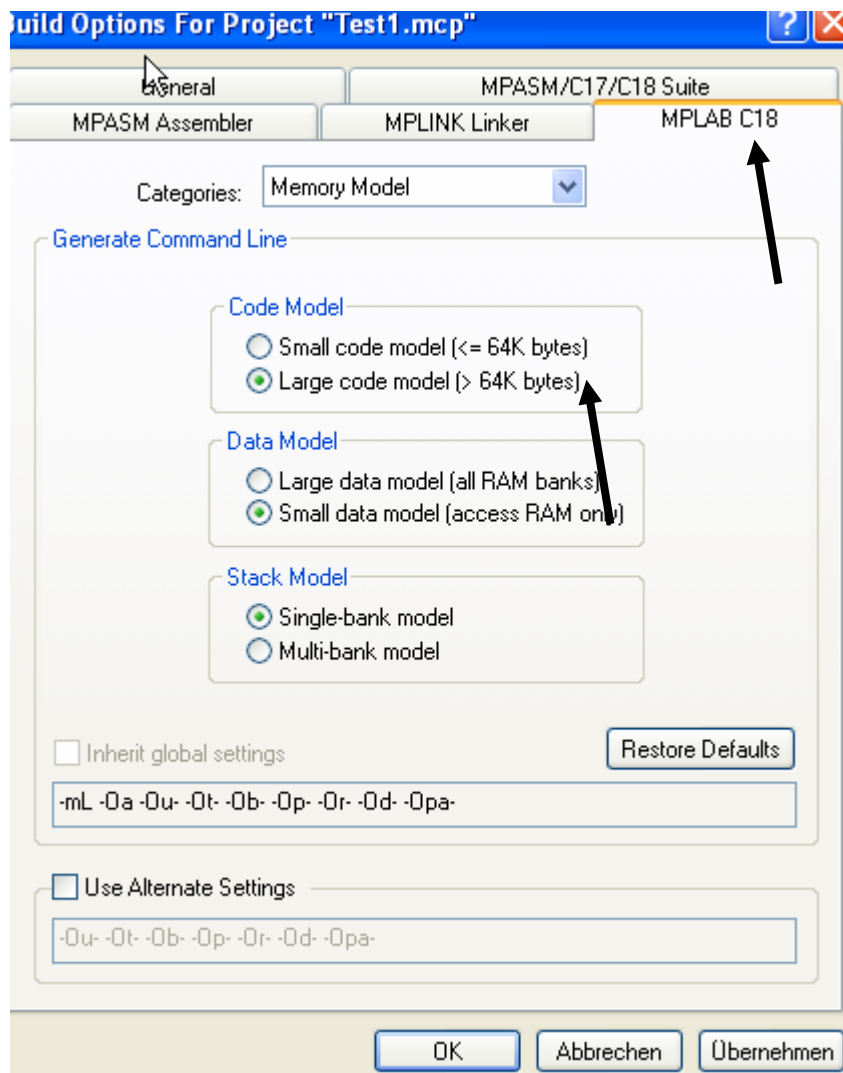 Build Options For Project "Test1.mcp"
General
MPASM/C17/C18 Suite
MPASM Assembler
MPLINK Linker
MPLAB C18
Categories:
Memory Model
Generate Command Line
Code Model
Small code model (<= 64K bytes)
Large code model (> 64K bytes)
Data Model
Large data model (all RAM banks)
Small data model (access RAM only)
Stack Model
Single-bank model
Multi-bank model
Inherit global settings
Restore Defaults
-mL -Oa -Ou- -Ot- -Ob- -Op- -Or- -Od- -Opa-
Use Alternate Settings
-Ou- -Ot- -Ob- -Op- -Or- -Od- -Opa-
OK
Abbrechen
Übernehmen